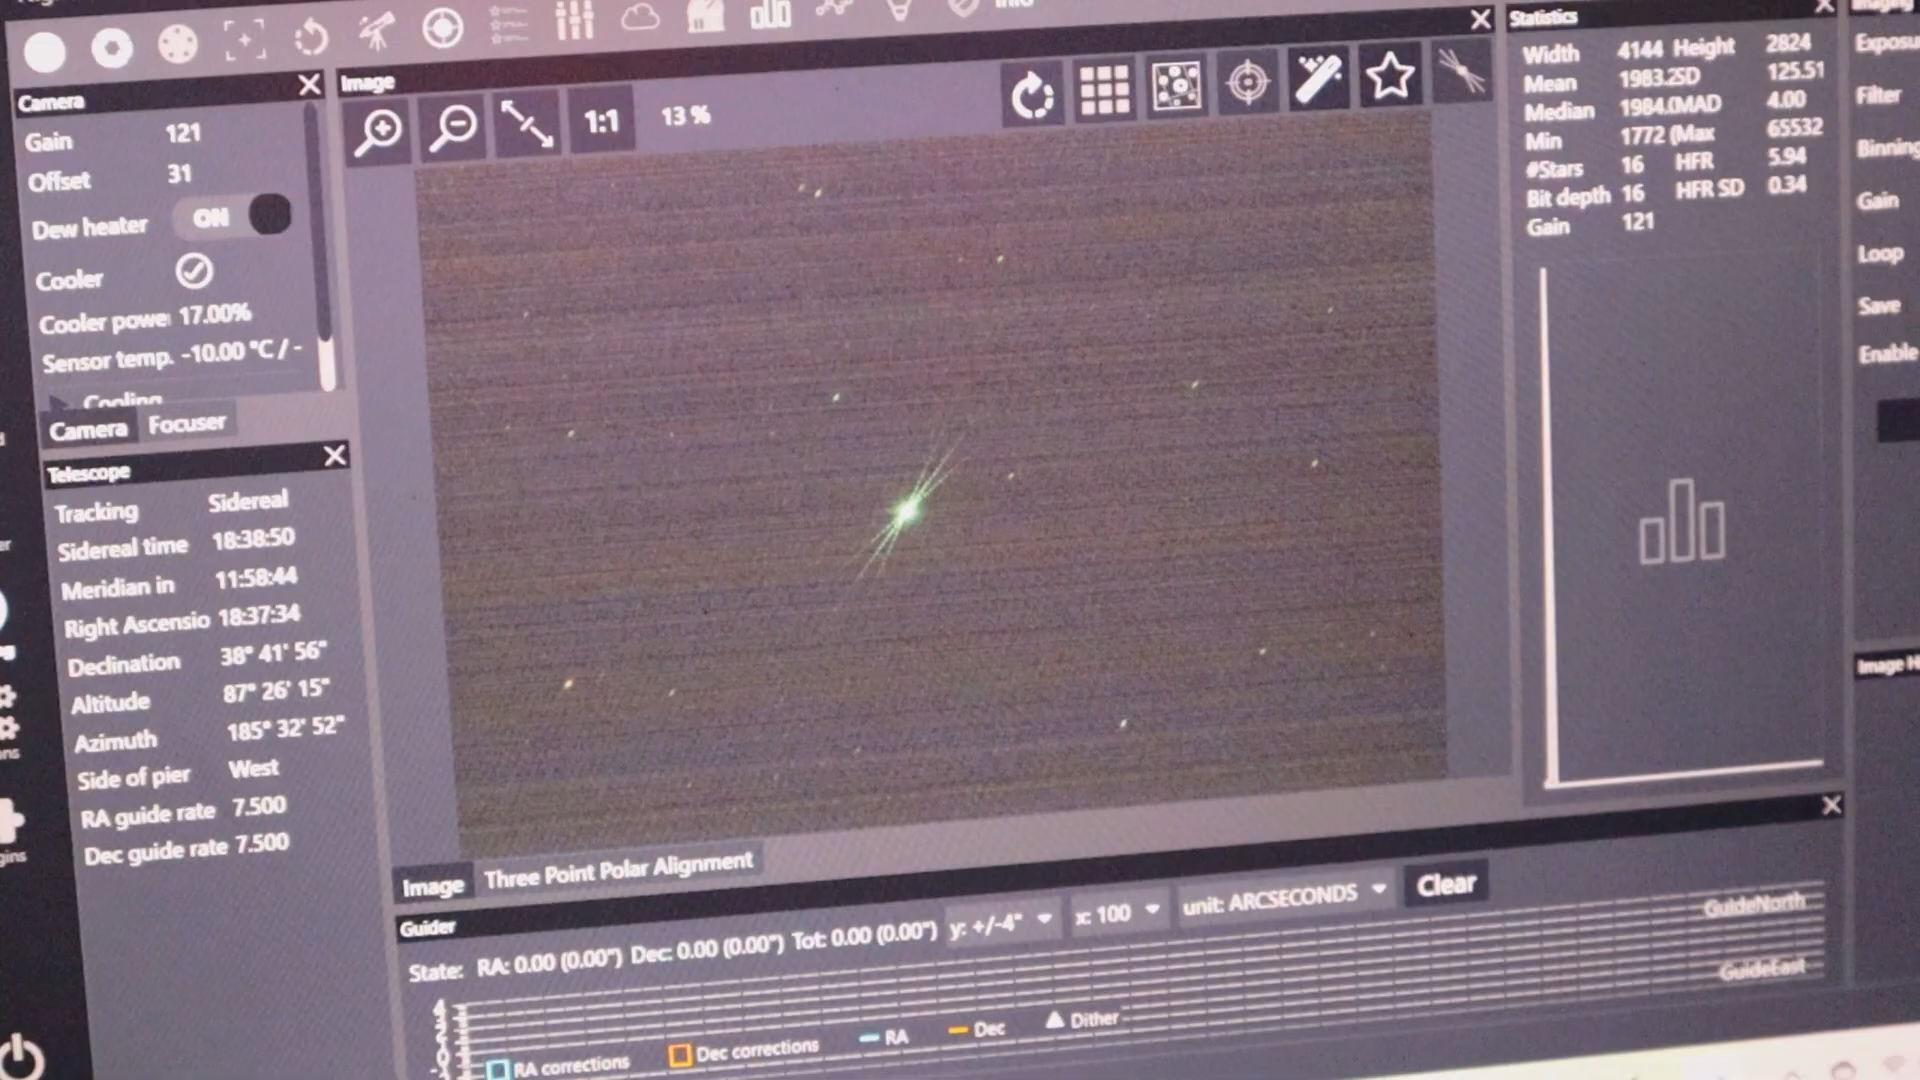 Camera
Gain 121
Offset 31
Dew heater ON
Cooler
Cooler powe 17.00%
Sensor temp. -10.00 °C / -
Cooling
Camera Focuser
Telescope
Tracking Sidereal
Sidereal time 18:38:50
Meridian in 11:58:44
Right Ascensio 18:37:34
Declination 38° 41' 56"
Altitude 87° 26' 15"
Azimuth 185° 32' 52"
Side of pier West
RA guide rate 7.500
Dec guide rate 7.500
Image
1:1 13 %
Image Three Point Polar Alignment
Guider
State: RA: 0.00 (0.00") Dec: 0.00 (0.00") Tot: 0.00 (0.00") y: +/-4" x: 100 unit: ARCSECONDS Clear
GuideNorth
GuideEast
4
RA corrections Dec corrections RA Dec Dither
Statistics
Width 4144 Height 2824
Mean 1983.2SD 125.51
Median 1984.0MAD 4.00
Min 1772 (Max 65532
#Stars 16 HFR 5.94
Bit depth 16 HFR SD 0.34
Gain 121
Exposu
Filter
Binning
Gain
Loop
Save
Enable
Image H